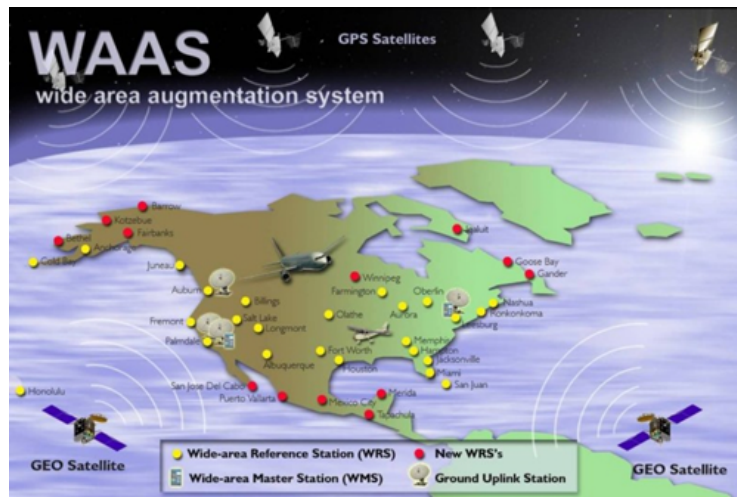 WAAS
wide area augmentation system
GPS Satellites
Barrow
Kotzebue
Fairbanks
Bethel
Anchorage
Cold Bay
Juneau
Iqaluit
Goose Bay
Gander
Winnipeg
Farmington
Oberlin
Auburn
Billings
Nashua
Ronkonkoma
Olathe
Aurora
Leesburg
Fremont
Salt Lake
Longmont
Palmdale
Memphis
Hampton
Albuquerque
Fort Worth
Jacksonville
Houston
Miami
San Juan
San Jose Del Cabo
Puerto Vallarta
Merida
Mexico City
Tapachula
Honolulu
GEO Satellite
GEO Satellite
Wide-area Reference Station (WRS)
New WRS's
Wide-area Master Station (WMS)
Ground Uplink Station